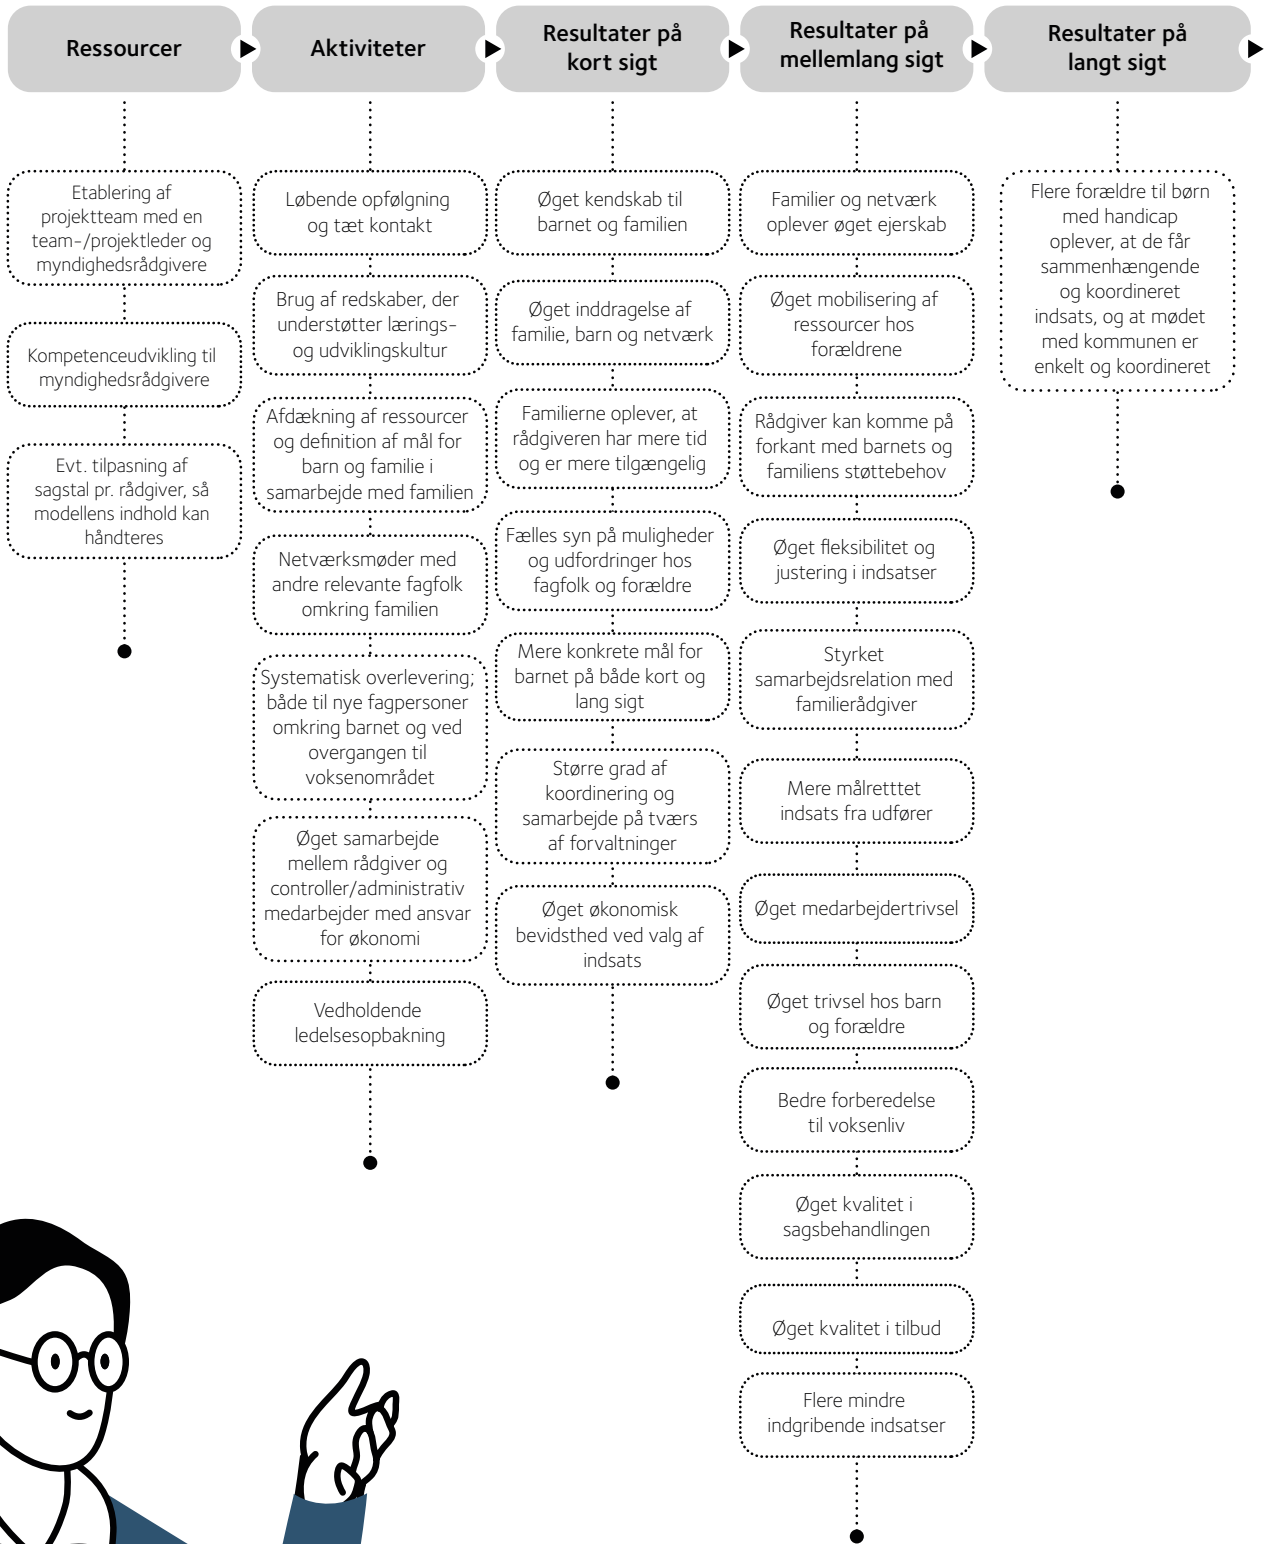 Ressourcer
Etablering af
projektteam med en
team-/projektleder og
myndighedsrådgivere
Kompetenceudvikling til
myndighedsrådgivere
Evt. tilpasning af
sagstal pr. rådgiver, så
modellens indhold kan
håndteres
Aktiviteter
Løbende opfølgning
og tæt kontakt
Brug af redskaber, der
understøtter lærings-
og udviklingskultur
Afdækning af ressourcer
og definition af mål for
barn og familie i
samarbejde med familien
Netværksmøder med
andre relevante fagfolk
omkring familien
Systematisk overlevering;
både til nye fagpersoner
omkring barnet og ved
overgangen til
voksenområdet
Øget samarbejde
mellem rådgiver og
controller/administrativ
medarbejder med ansvar
for økonomi
Vedholdende
ledelsesopbakning
Resultater på
kort sigt
Øget kendskab til
barnet og familien
Øget inddragelse af
familie, barn og netværk
Familierne oplever, at
rådgiveren har mere tid
og er mere tilgængelig
Fælles syn på muligheder
og udfordringer hos
fagfolk og forældre
Mere konkrete mål for
barnet på både kort og
lang sigt
Større grad af
koordinering og
samarbejde på tværs
af forvaltninger
Øget økonomisk
bevidsthed ved valg af
indsats
Resultater på
mellemlang sigt
Familier og netværk
oplever øget ejerskab
Øget mobilisering af
ressourcer hos
forældrene
Rådgiver kan komme på
forkant med barnets og
familiens støttebehov
Øget fleksibilitet og
justering i indsatser
Styrket
samarbejdsrelation med
familierådgiver
Mere målretttet
indsats fra udfører
Øget medarbejdertrivsel
Øget trivsel hos barn
og forældre
Bedre forberedelse
til voksenliv
Øget kvalitet i
sagsbehandlingen
Øget kvalitet i tilbud
Flere mindre
indgribende indsatser
Resultater på
langt sigt
Flere forældre til børn
med handicap
oplever, at de får
sammenhængende
og koordineret
indsats, og at mødet
med kommunen er
enkelt og koordineret